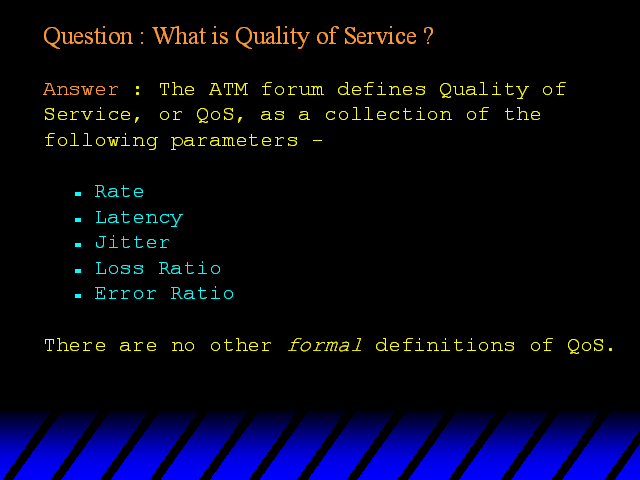 Question : What is Quality of Service ?
Answer : The ATM forum defines Quality of
Service, or QoS, as a collection of the
following parameters –
Rate
Latency
Jitter
Loss Ratio
Error Ratio
There are no other formal definitions of QoS.